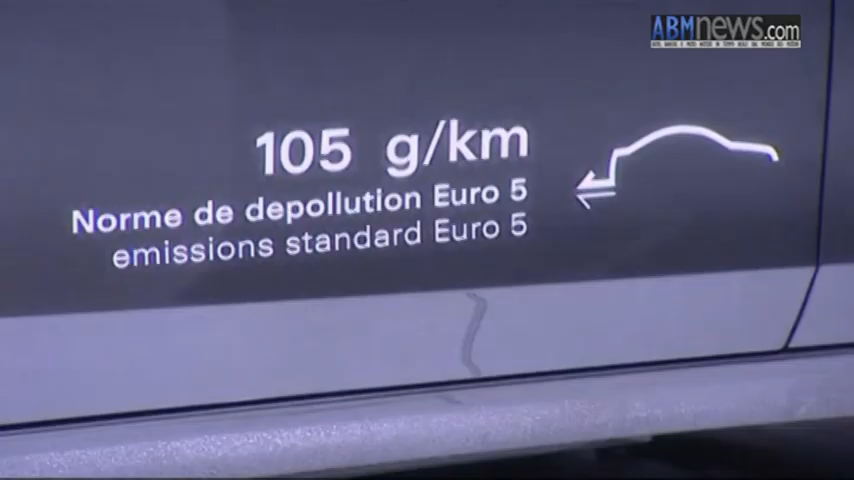 ABMnews.com
105 g/km
Norme de depollution Euro 5
emissions standard Euro 5